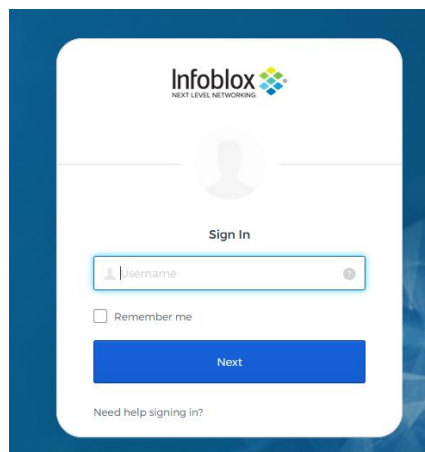 Infoblox
NEXT LEVEL NETWORKING
Sign In
Username
?
Remember me
Next
Need help signing in?